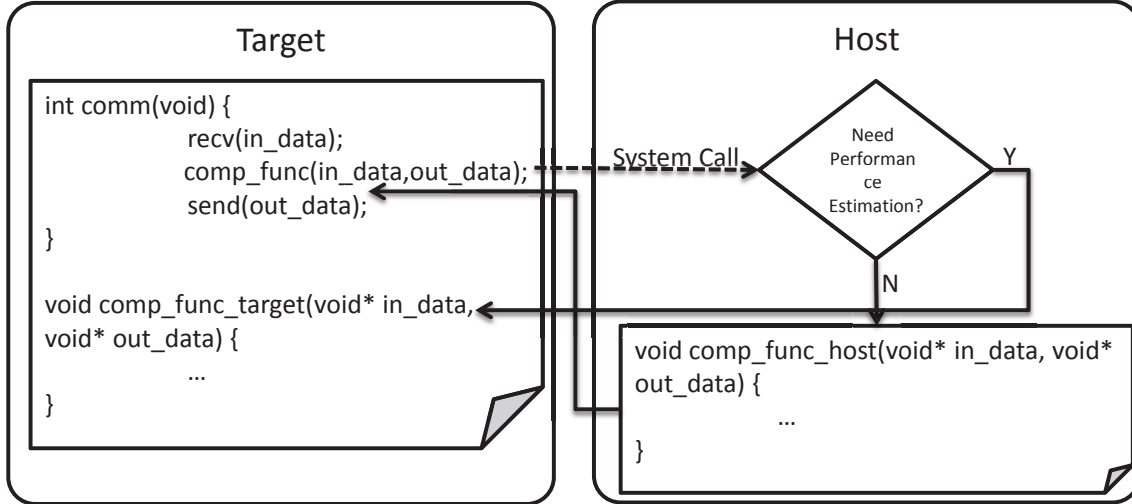 Target
int comm(void) {
recv(in_data);
comp_func(in_data,out_data);
send(out_data);
}
void comp_func_target(void* in_data,
void* out_data) {
...
}
System Call
Host
Need
Performan
ce
Estimation?
Y
N
void comp_func_host(void* in_data, void*
out_data) {
...
}